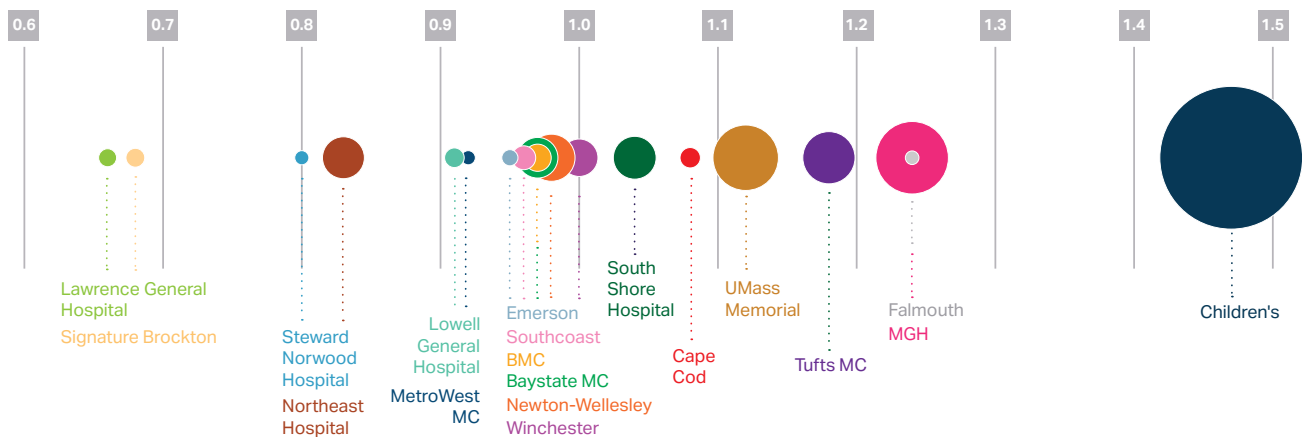 0.6 0.7 0.8 0.9 1.0 1.1 1.2 1.3 1.4 1.5
Lawrence General
Hospital
Signature Brockton
Steward
Norwood
Hospital
Northeast
Hospital
Lowell
General
Hospital
MetroWest
MC
Emerson
Southcoast
BMC
Baystate MC
Newton-Wellesley
Winchester
South
Shore
Hospital
Cape
Cod
UMass
Memorial
Tufts MC
Falmouth
MGH
Children's